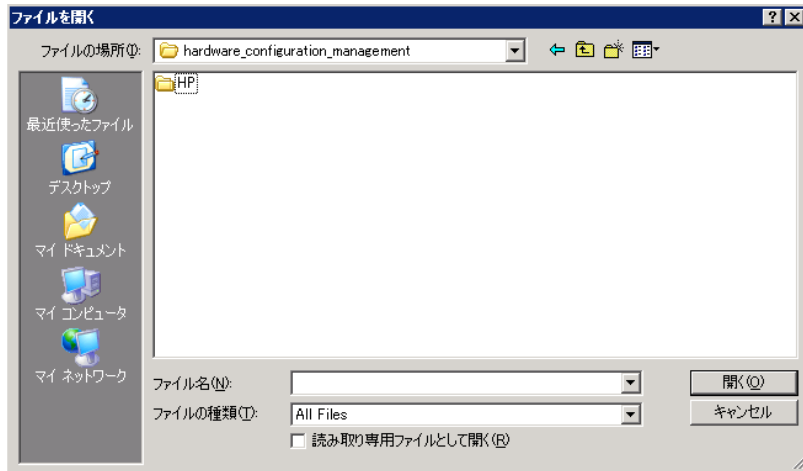 ファイルを開く
ファイルの場所(I): hardware_configuration_management
HP
最近使ったファイル
デスクトップ
マイ ドキュメント
マイ コンピュータ
マイ ネットワーク
ファイル名(N): 開く(O)
ファイルの種類(T): All Files キャンセル
読み取り専用ファイルとして開く(R)